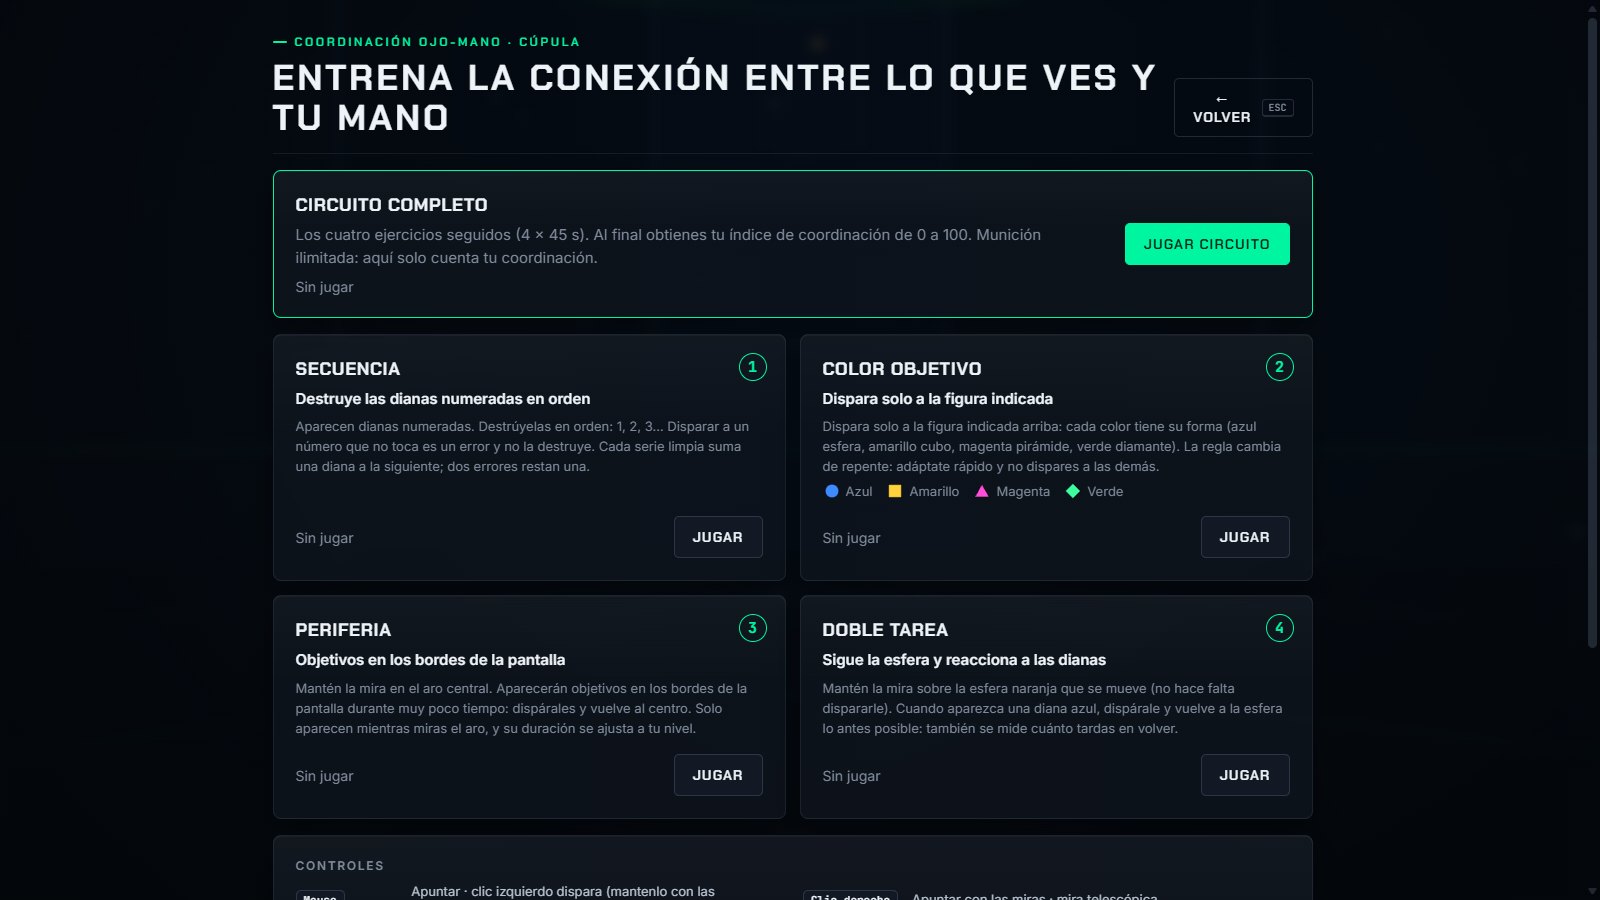 — COORDINACIÓN OJO-MANO · CÚPULA
ENTRENA LA CONEXIÓN ENTRE LO QUE VES Y
TU MANO
←
VOLVER
ESC
CIRCUITO COMPLETO
Los cuatro ejercicios seguidos (4 × 45 s). Al final obtienes tu índice de coordinación de 0 a 100. Munición
ilimitada: aquí solo cuenta tu coordinación.
Sin jugar
JUGAR CIRCUITO
SECUENCIA
1
Destruye las dianas numeradas en orden
Aparecen dianas numeradas. Destrúyelas en orden: 1, 2, 3... Disparar a un
número que no toca es un error y no la destruye. Cada serie limpia suma
una diana a la siguiente; dos errores restan una.
Sin jugar
JUGAR
COLOR OBJETIVO
2
Dispara solo a la figura indicada
Dispara solo a la figura indicada arriba: cada color tiene su forma (azul
esfera, amarillo cubo, magenta pirámide, verde diamante). La regla cambia
de repente: adáptate rápido y no dispares a las demás.
Azul Amarillo Magenta Verde
Sin jugar
JUGAR
PERIFERIA
3
Objetivos en los bordes de la pantalla
Mantén la mira en el aro central. Aparecerán objetivos en los bordes de la
pantalla durante muy poco tiempo: dispárales y vuelve al centro. Solo
aparecen mientras miras el aro, y su duración se ajusta a tu nivel.
Sin jugar
JUGAR
DOBLE TAREA
4
Sigue la esfera y reacciona a las dianas
Mantén la mira sobre la esfera naranja que se mueve (no hace falta
dispararle). Cuando aparezca una diana azul, dispárale y vuelve a la esfera
lo antes posible: también se mide cuánto tardas en volver.
Sin jugar
JUGAR
CONTROLES
Mouse
Apuntar · clic izquierdo dispara (mantenlo con las
Clic derecho
Apuntar con las miras · mira telescópica